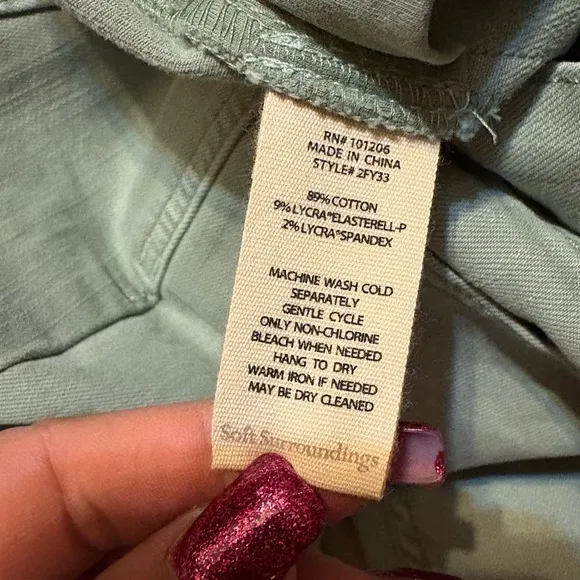 RN# 101206
MADE IN CHINA
STYLE# 2FY33
89% COTTON
9% LYCRA® ELASTERELL-P
2% LYCRA® SPANDEX
MACHINE WASH COLD
SEPARATELY
GENTLE CYCLE
ONLY NON-CHLORINE
BLEACH WHEN NEEDED
HANG TO DRY
WARM IRON IF NEEDED
MAY BE DRY CLEANED
Soft Surroundings